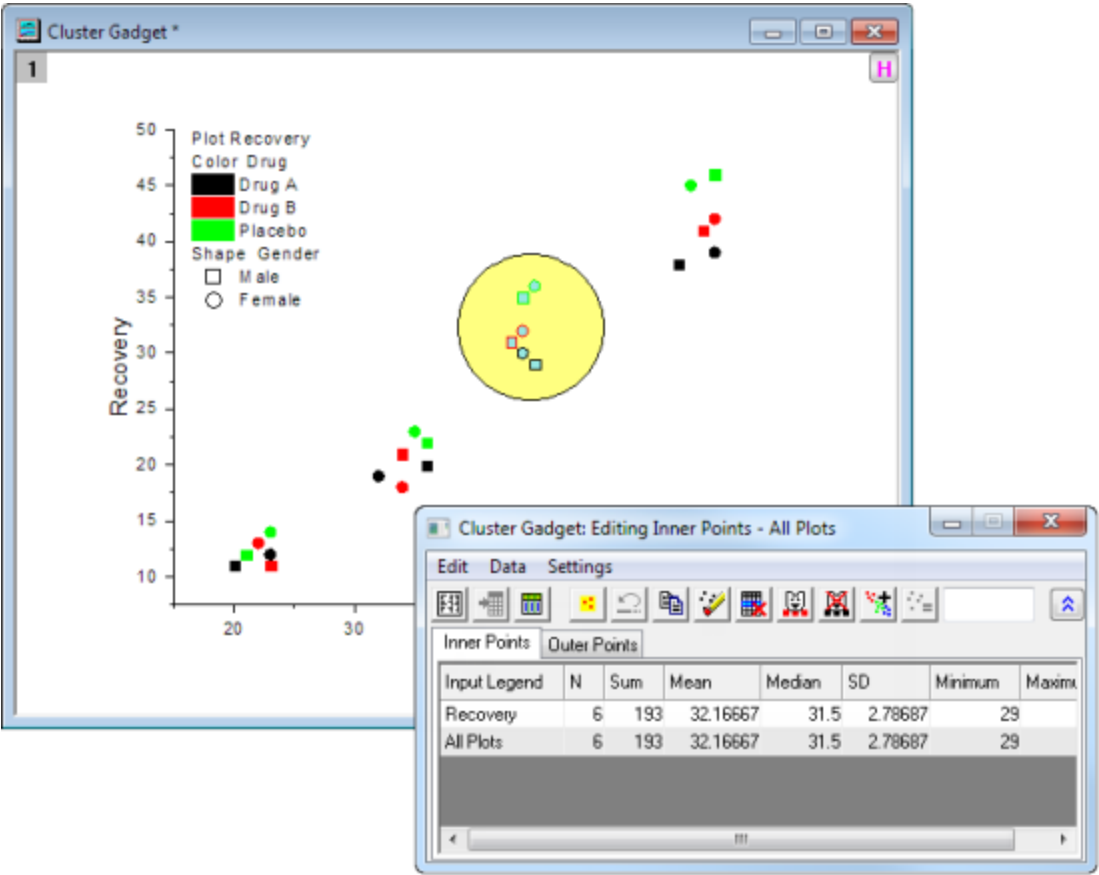 Cluster Gadget *
1
H
50
45
40
35
30
25
20
15
10
Recovery
Plot Recovery
Color Drug
Drug A
Drug B
Placebo
Shape Gender
Male
Female
20
30
Cluster Gadget: Editing Inner Points - All Plots
Edit Data Settings
Inner Points Outer Points
Input Legend N Sum Mean Median SD Minimum Maximu
Recovery 6 193 32.16667 31.5 2.78687 29
All Plots 6 193 32.16667 31.5 2.78687 29